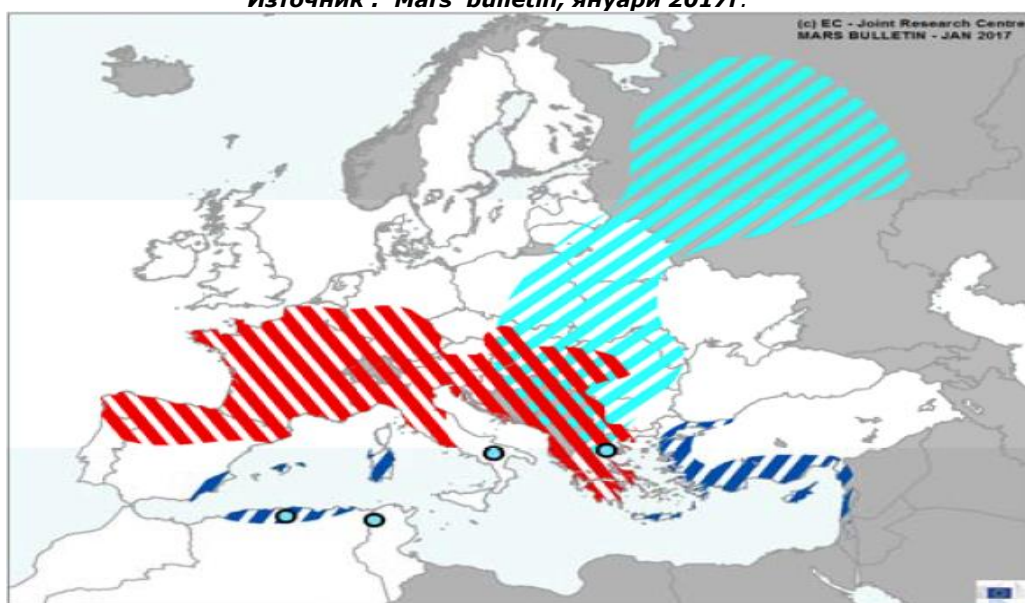 Източник : Mars bulletin, януари 2017г.
(c) EC - Joint Research Centre
MARS BULLETIN - JAN 2017